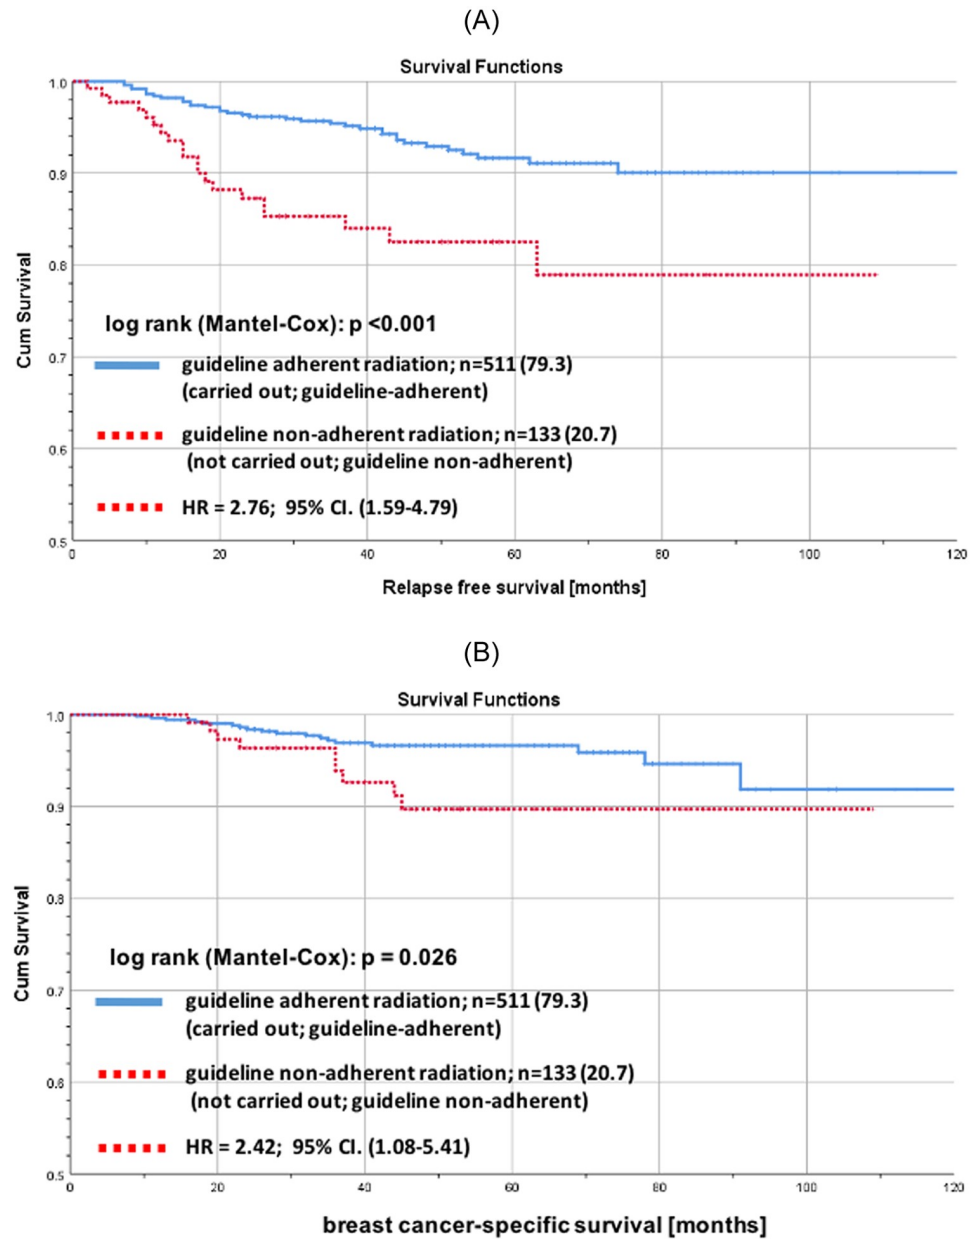 (A)
Survival Functions
1.0
0.9
0.8
0.7
0.6
0.5
Cum Survival
log rank (Mantel-Cox): p <0.001
guideline adherent radiation; n=511 (79.3)
(carried out; guideline-adherent)
guideline non-adherent radiation; n=133 (20.7)
(not carried out; guideline non-adherent)
HR = 2.76; 95% CI. (1.59-4.79)
0 20 40 60 80 100 120
Relapse free survival [months]
(B)
Survival Functions
1.0
0.9
0.8
0.7
0.6
0.5
Cum Survival
log rank (Mantel-Cox): p = 0.026
guideline adherent radiation; n=511 (79.3)
(carried out; guideline-adherent)
guideline non-adherent radiation; n=133 (20.7)
(not carried out; guideline non-adherent)
HR = 2.42; 95% CI. (1.08-5.41)
0 20 40 60 80 100 120
breast cancer-specific survival [months]